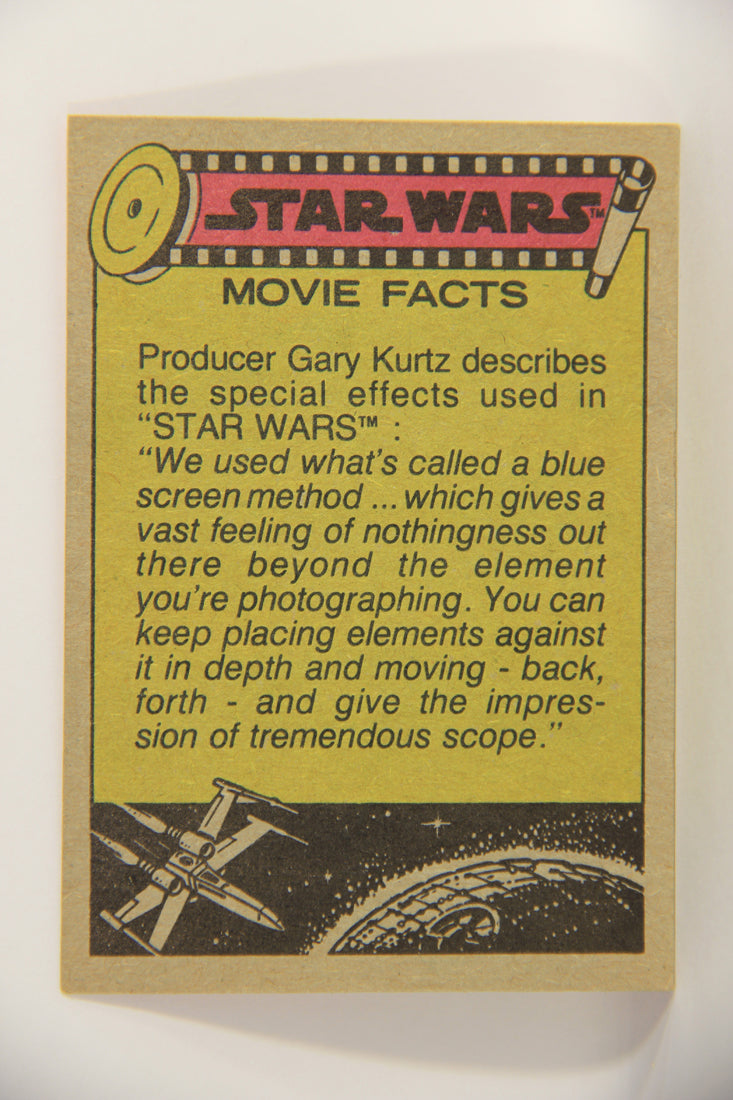 STAR WARS™
MOVIE FACTS
Producer Gary Kurtz describes
the special effects used in
“STAR WARS™ :
“We used what's called a blue
screen method ... which gives a
vast feeling of nothingness out
there beyond the element
you're photographing. You can
keep placing elements against
it in depth and moving - back,
forth - and give the impres-
sion of tremendous scope.”